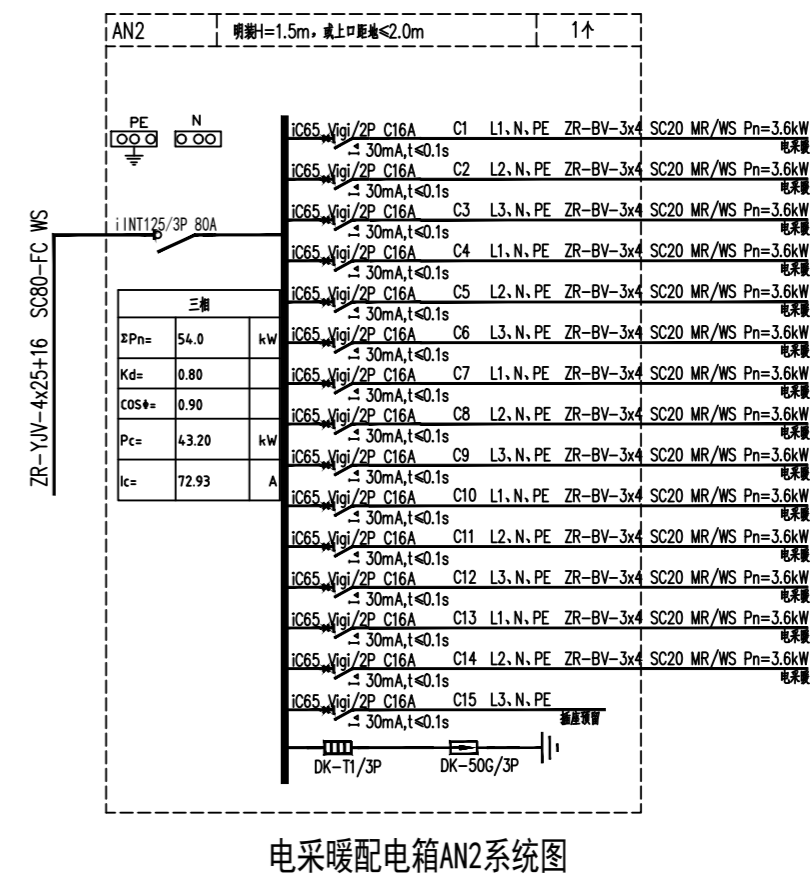 AN2 明装H=1.5m，或上口距地≤2.0m 1个
PE N
iC65 Vigi/2P C16A C1 L1、N、PE ZR-BV-3x4 SC20 MR/WS Pn=3.6kW
30mA,t≤0.1s 电采暖
iC65 Vigi/2P C16A C2 L2、N、PE ZR-BV-3x4 SC20 MR/WS Pn=3.6kW
30mA,t≤0.1s 电采暖
iC65 Vigi/2P C16A C3 L3、N、PE ZR-BV-3x4 SC20 MR/WS Pn=3.6kW
30mA,t≤0.1s 电采暖
iC65 Vigi/2P C16A C4 L1、N、PE ZR-BV-3x4 SC20 MR/WS Pn=3.6kW
30mA,t≤0.1s 电采暖
iC65 Vigi/2P C16A C5 L2、N、PE ZR-BV-3x4 SC20 MR/WS Pn=3.6kW
30mA,t≤0.1s 电采暖
iC65 Vigi/2P C16A C6 L3、N、PE ZR-BV-3x4 SC20 MR/WS Pn=3.6kW
30mA,t≤0.1s 电采暖
iC65 Vigi/2P C16A C7 L1、N、PE ZR-BV-3x4 SC20 MR/WS Pn=3.6kW
30mA,t≤0.1s 电采暖
iC65 Vigi/2P C16A C8 L2、N、PE ZR-BV-3x4 SC20 MR/WS Pn=3.6kW
30mA,t≤0.1s 电采暖
iC65 Vigi/2P C16A C9 L3、N、PE ZR-BV-3x4 SC20 MR/WS Pn=3.6kW
30mA,t≤0.1s 电采暖
iC65 Vigi/2P C16A C10 L1、N、PE ZR-BV-3x4 SC20 MR/WS Pn=3.6kW
30mA,t≤0.1s 电采暖
iC65 Vigi/2P C16A C11 L2、N、PE ZR-BV-3x4 SC20 MR/WS Pn=3.6kW
30mA,t≤0.1s 电采暖
iC65 Vigi/2P C16A C12 L3、N、PE ZR-BV-3x4 SC20 MR/WS Pn=3.6kW
30mA,t≤0.1s 电采暖
iC65 Vigi/2P C16A C13 L1、N、PE ZR-BV-3x4 SC20 MR/WS Pn=3.6kW
30mA,t≤0.1s 电采暖
iC65 Vigi/2P C16A C14 L2、N、PE ZR-BV-3x4 SC20 MR/WS Pn=3.6kW
30mA,t≤0.1s 电采暖
iC65 Vigi/2P C16A C15 L3、N、PE
30mA,t≤0.1s 插座预留
DK-T1/3P DK-50G/3P
iINT125/3P 80A
ZR-YJV-4x25+16 SC80-FC WS
三相
ΣPn= 54.0 kW
Kd= 0.80
COSΦ= 0.90
Pc= 43.20 kW
Ic= 72.93 A
电采暖配电箱AN2系统图